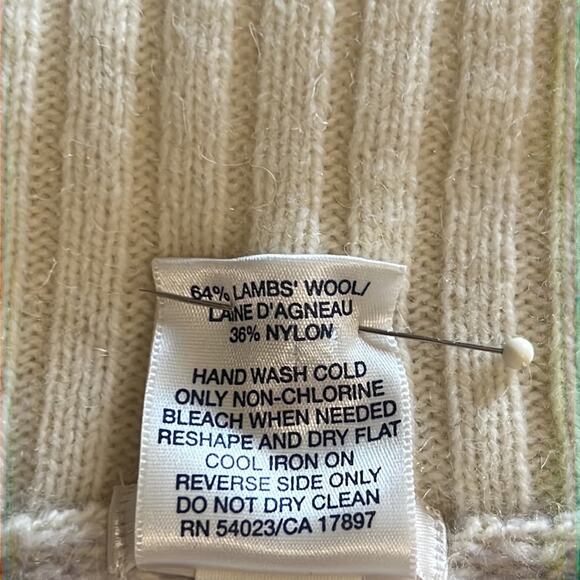 64% LAMBS' WOOL/
LAINE D'AGNEAU
36% NYLON
HAND WASH COLD
ONLY NON-CHLORINE
BLEACH WHEN NEEDED
RESHAPE AND DRY FLAT
COOL IRON ON
REVERSE SIDE ONLY
DO NOT DRY CLEAN
RN 54023/CA 17897